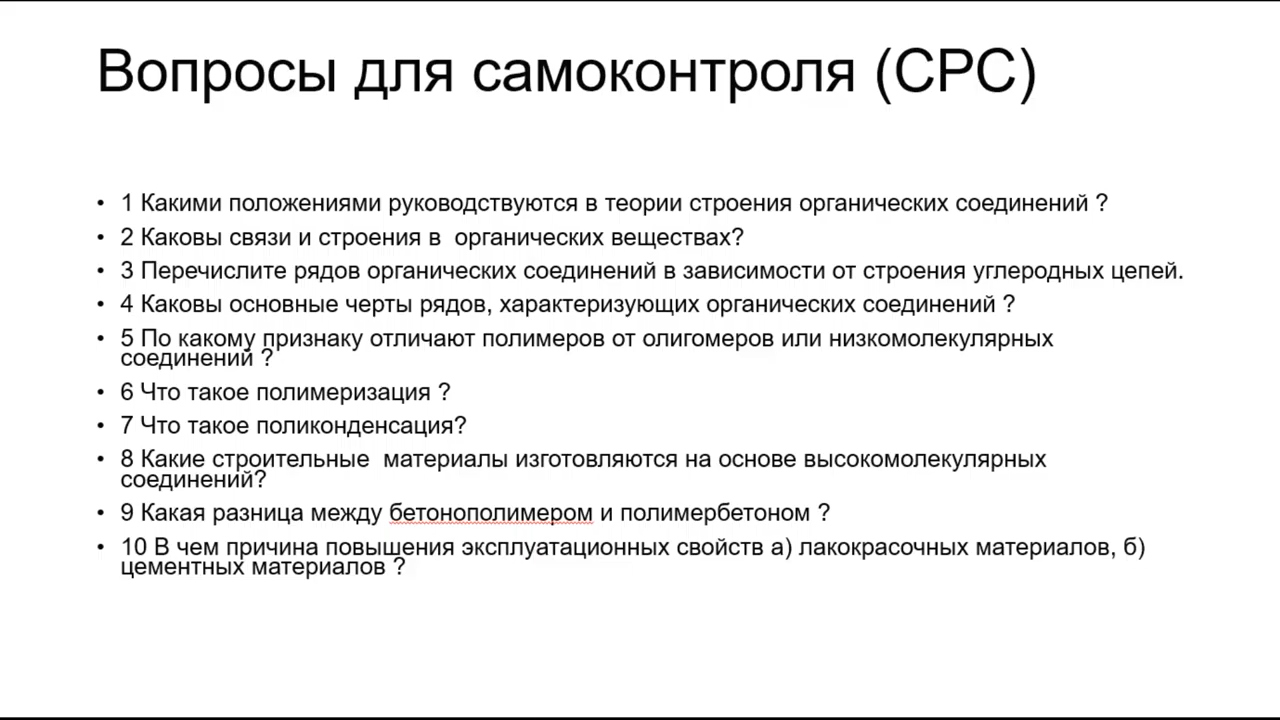 Вопросы для самоконтроля (СРС)
• 1 Какими положениями руководствуются в теории строения органических соединений ?
• 2 Каковы связи и строения в  органических веществах?
• 3 Перечислите рядов органических соединений в зависимости от строения углеродных цепей.
• 4 Каковы основные черты рядов, характеризующих органических соединений ?
• 5 По какому признаку отличают полимеров от олигомеров или низкомолекулярных
соединений ?
• 6 Что такое полимеризация ?
• 7 Что такое поликонденсация?
• 8 Какие строительные  материалы изготовляются на основе высокомолекулярных
соединений?
• 9 Какая разница между бетонополимером и полимербетоном ?
• 10 В чем причина повышения эксплуатационных свойств а) лакокрасочных материалов, б)
цементных материалов ?